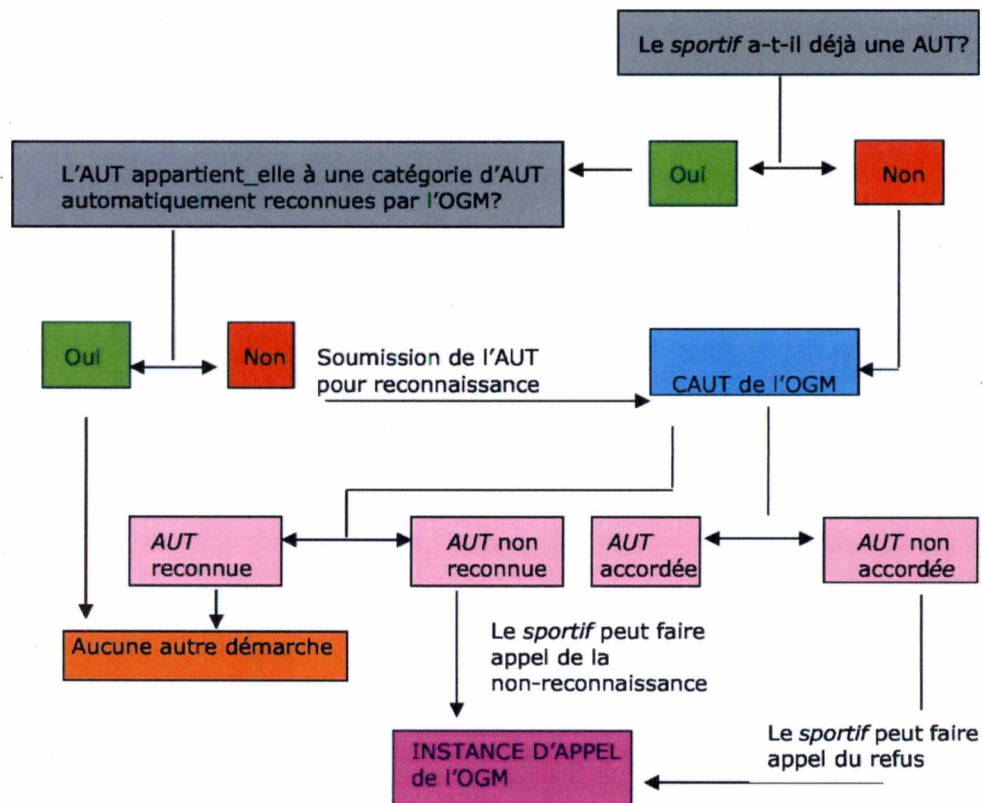 Le sportif a-t-il déjà une AUT?
L'AUT appartient_elle à une catégorie d'AUT
automatiquement reconnues par l'OGM?
Oui
Non
Oui
Non
Soumission de l'AUT
pour reconnaissance
CAUT de l'OGM
AUT
reconnue
AUT non
reconnue
AUT
accordée
AUT non
accordée
Aucune autre démarche
Le sportif peut faire
appel de la
non-reconnaissance
INSTANCE D'APPEL
de l'OGM
Le sportif peut faire
appel du refus